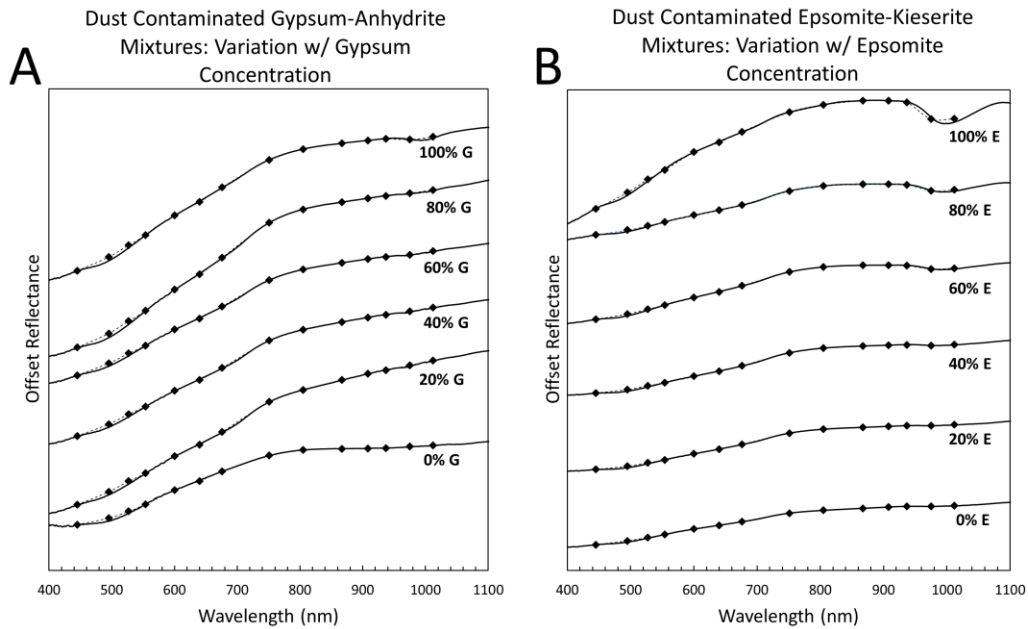 A
Dust Contaminated Gypsum-Anhydrite
Mixtures: Variation w/ Gypsum
Concentration
Offset Reflectance
100% G
80% G
60% G
40% G
20% G
0% G
400 500 600 700 800 900 1000 1100
Wavelength (nm)
B
Dust Contaminated Epsomite-Kieserite
Mixtures: Variation w/ Epsomite
Concentration
Offset Reflectance
100% E
80% E
60% E
40% E
20% E
0% E
400 500 600 700 800 900 1000 1100
Wavelength (nm)